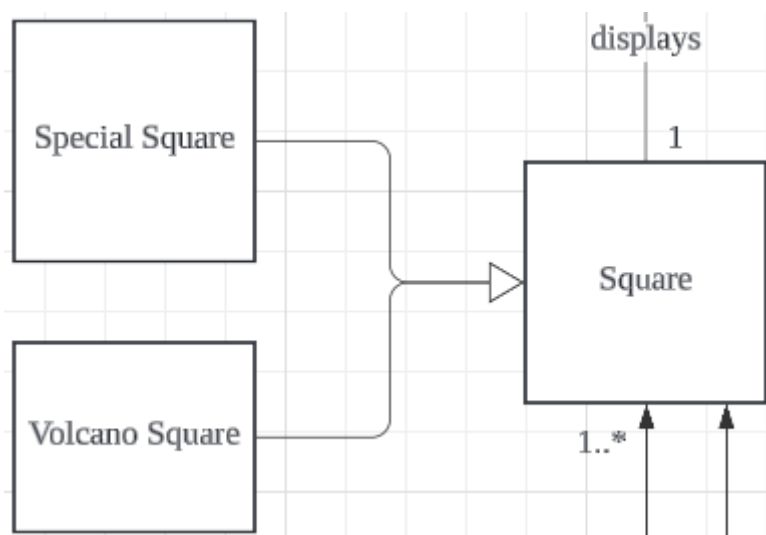 displays
1
Special Square
Square
Volcano Square
1..*